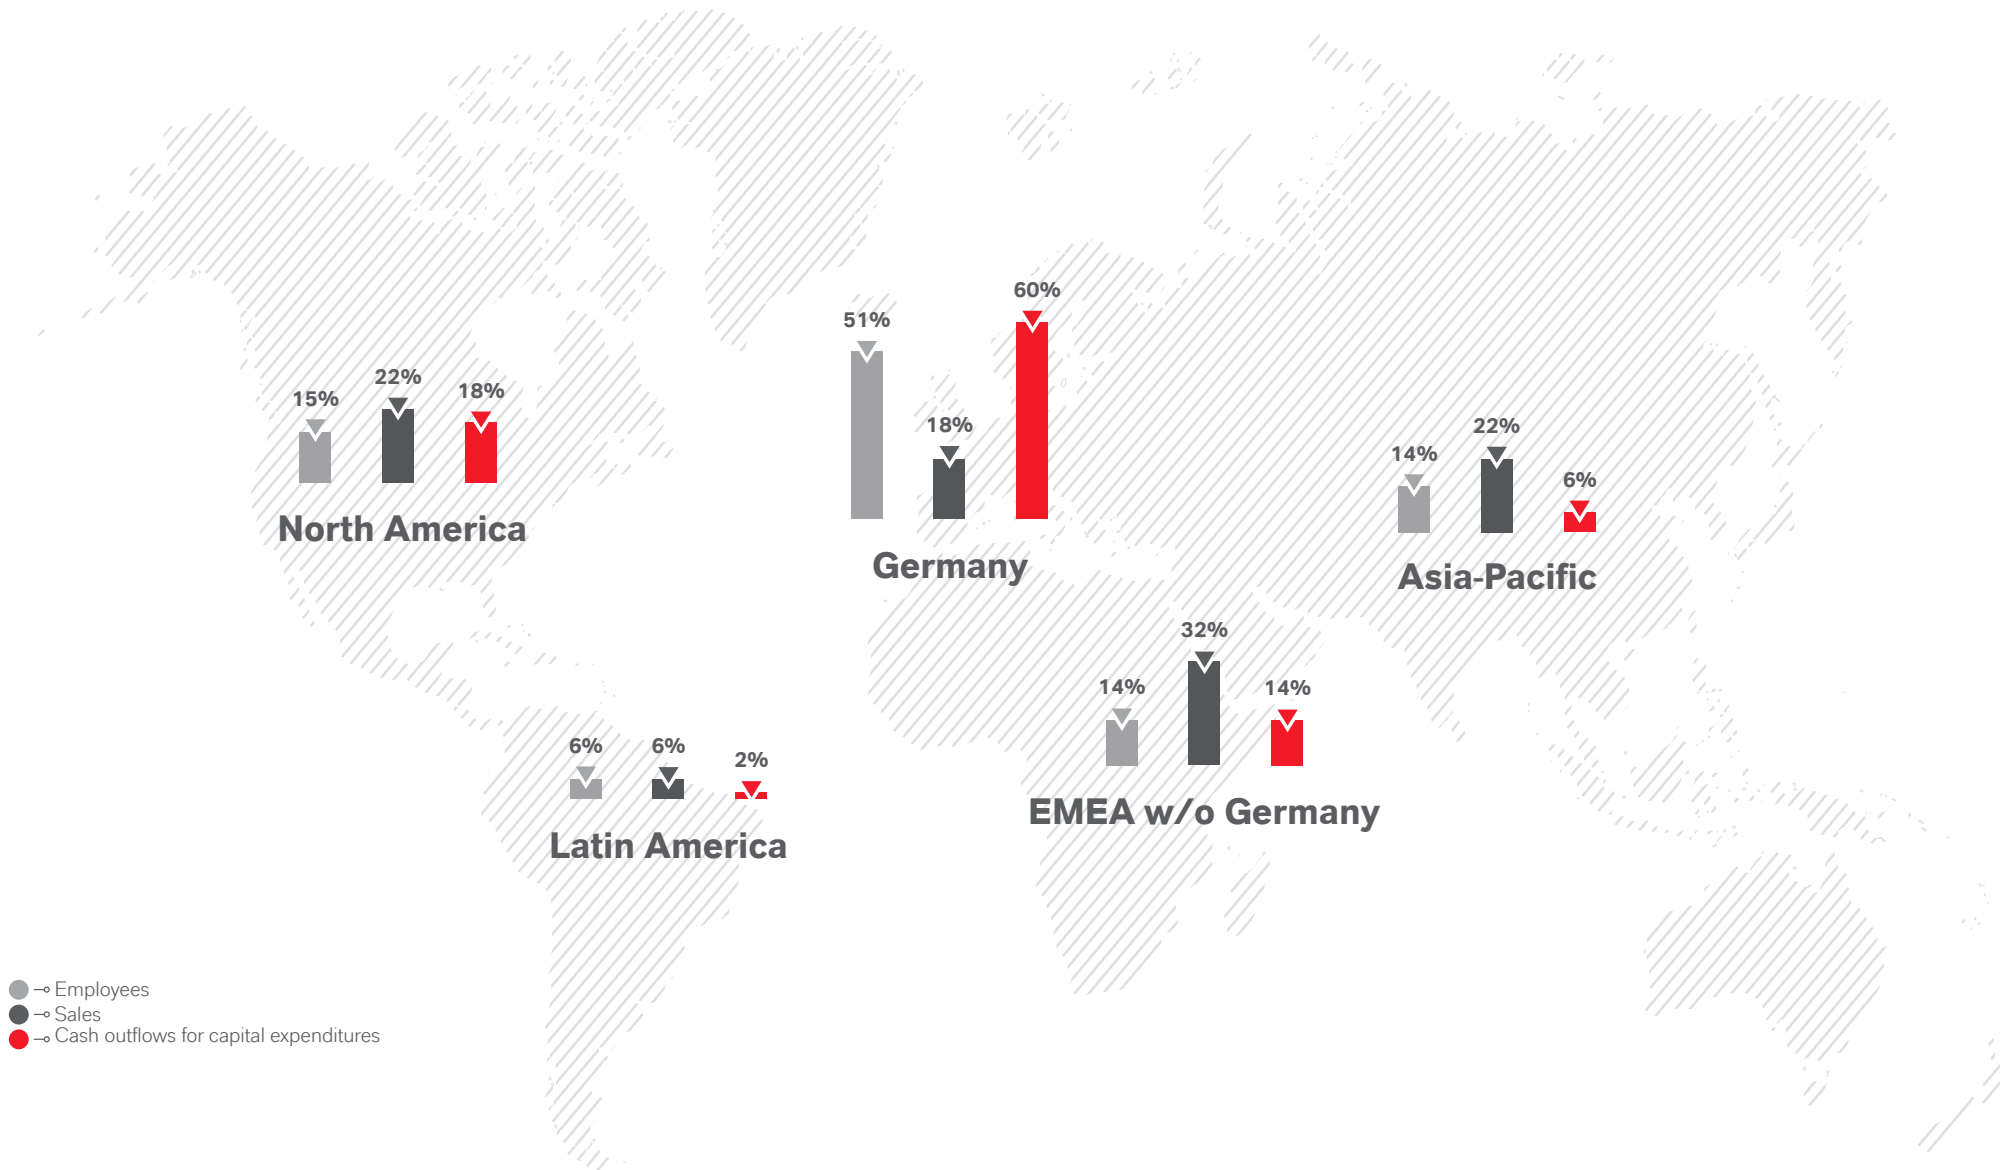 60%
51%
22%
15%
18%
18%
22%
14%
6%
North America
Germany
Asia-Pacific
32%
14%
14%
6%
6%
2%
EMEA w/o Germany
Latin America
Employees
Sales
Cash outflows for capital expenditures